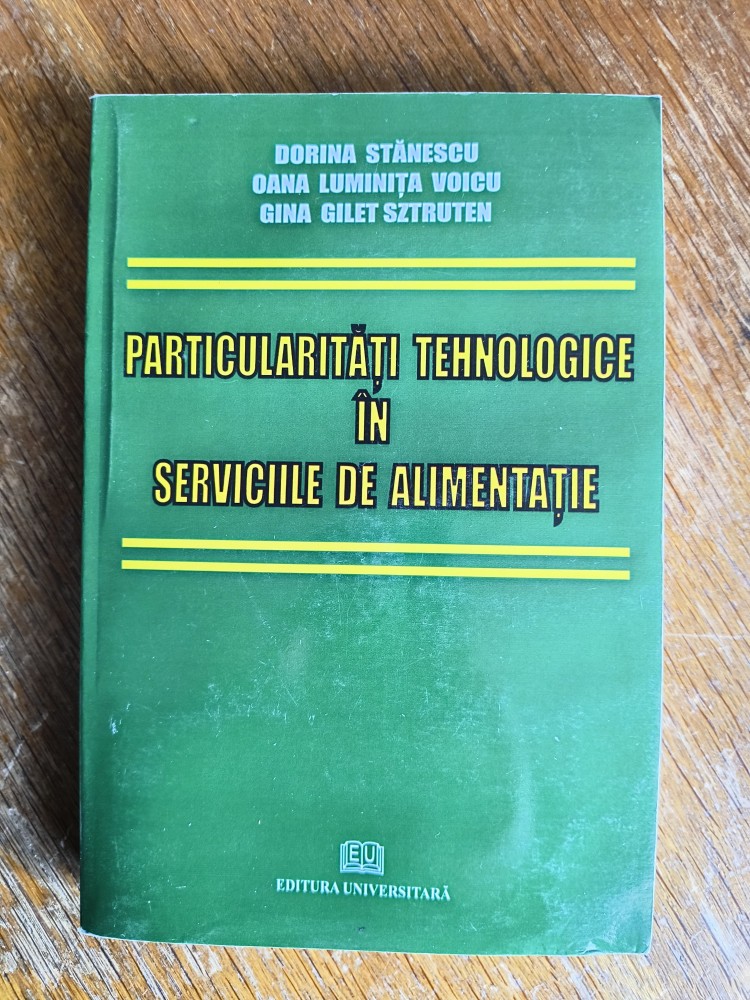 DORINA STĂNESCU
OANA LUMINIȚA VOICU
GINA GILET SZTRUTEN
PARTICULARITĂȚI TEHNOLOGICE
ÎN
SERVICIILE DE ALIMENTAȚIE
EU
EDITURA UNIVERSITARĂ